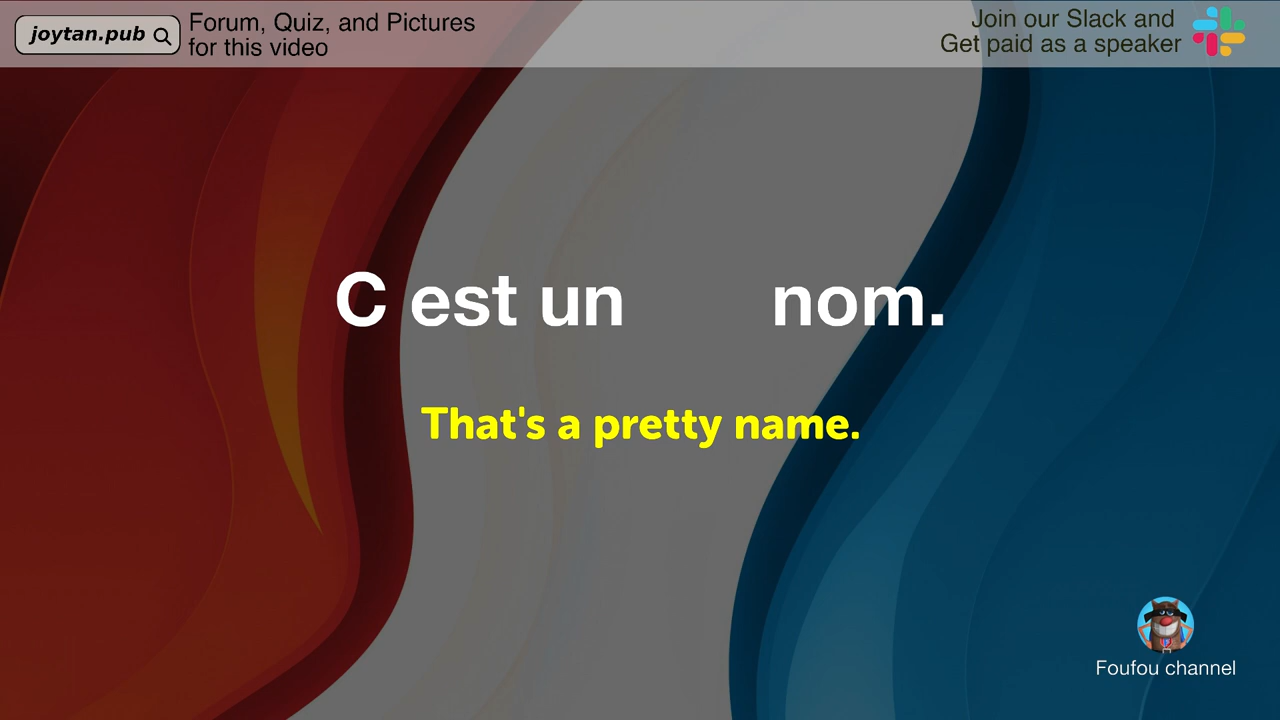 joytan.pub
Forum, Quiz, and Pictures
for this video
Join our Slack and
Get paid as a speaker
C est un nom.
That's a pretty name.
Foufou channel